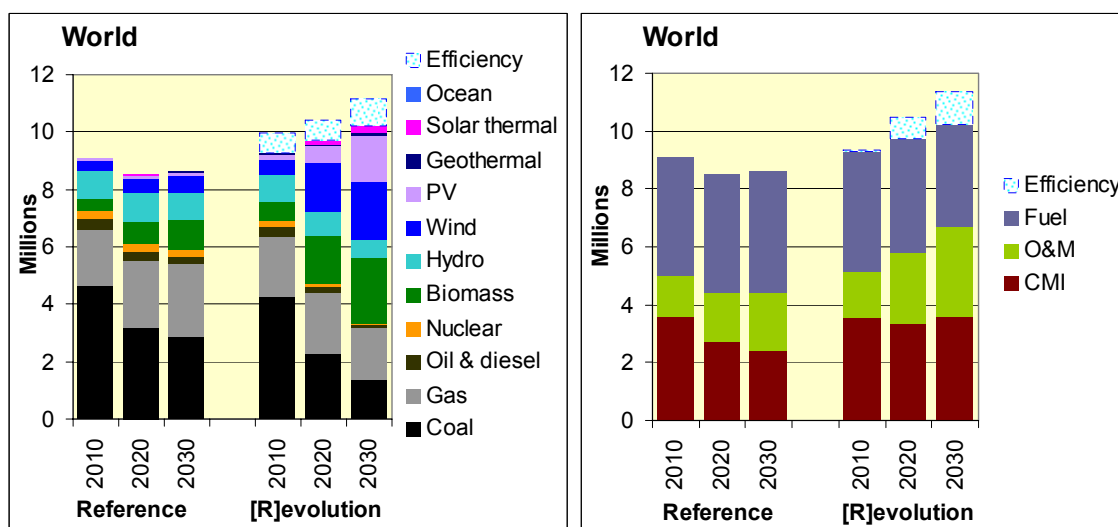 World
12
10
8
6
4
2
0
Millions
2010
2020
2030
2010
2020
2030
Reference
[R]evolution
Efficiency
Ocean
Solar thermal
Geothermal
PV
Wind
Hydro
Biomass
Nuclear
Oil & diesel
Gas
Coal
World
12
10
8
6
4
2
0
Millions
2010
2020
2030
2010
2020
2030
Reference
[R]evolution
Efficiency
Fuel
O&M
CMI